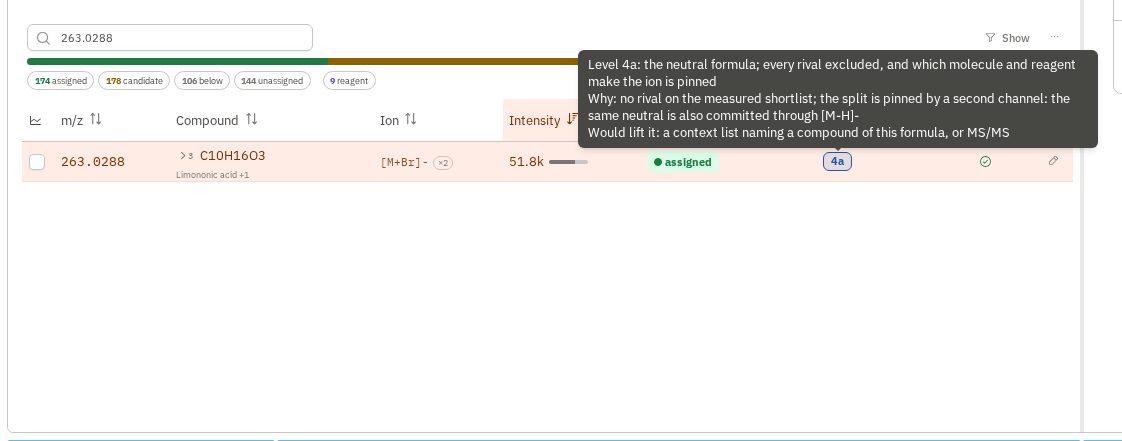 263.0288
Show
...
174 assigned
178 candidate
106 below
144 unassigned
9 reagent
Level 4a: the neutral formula; every rival excluded, and which molecule and reagent
make the ion is pinned
Why: no rival on the measured shortlist; the split is pinned by a second channel: the
same neutral is also committed through [M-H]-
Would lift it: a context list naming a compound of this formula, or MS/MS
m/z
Compound
Ion
Intensity
263.0288
3 C10H16O3
Limononic acid +1
[M+Br]- ×2
51.8k
assigned
4a